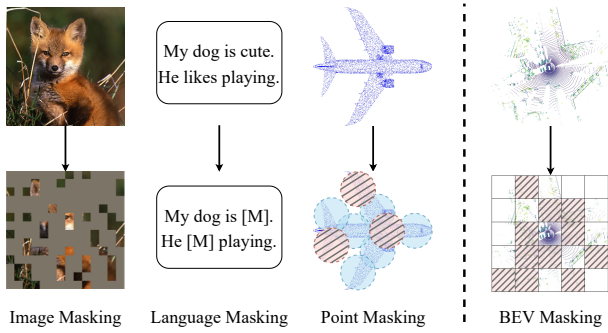 My dog is cute.
He likes playing.
My dog is [M].
He [M] playing.
Image Masking
Language Masking
Point Masking
BEV Masking